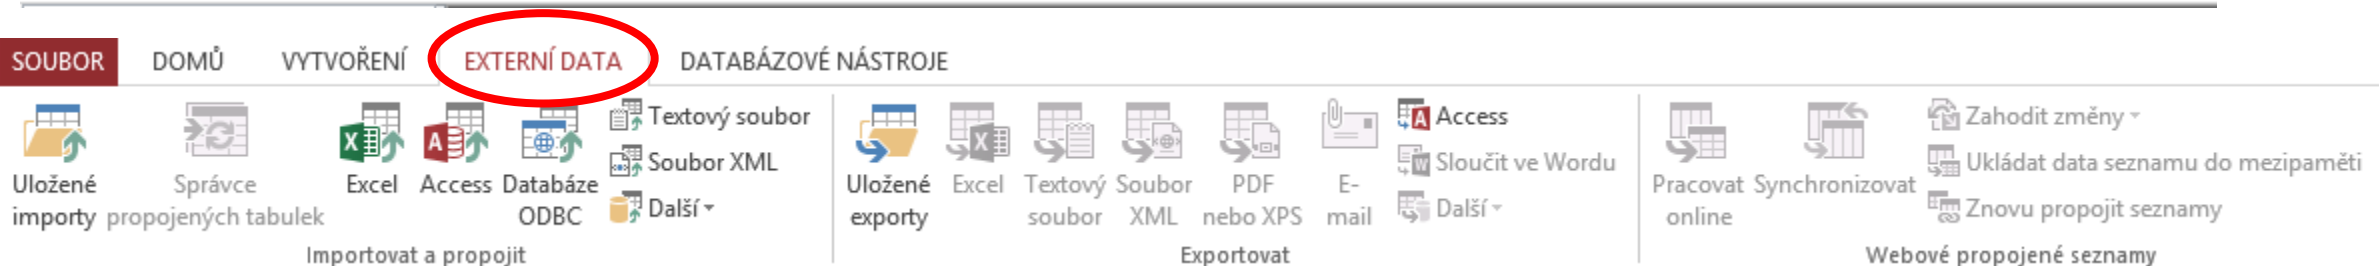 SOUBOR DOMŮ VYTVOŘENÍ EXTERNÍ DATA DATABÁZOVÉ NÁSTROJE
Uložené importy
Správce propojených tabulek
Excel
Access
Databáze ODBC
Textový soubor
Soubor XML
Další
Importovat a propojit
Uložené exporty
Excel
Textový soubor
Soubor XML
PDF nebo XPS
E-mail
Access
Sloučit ve Wordu
Další
Exportovat
Pracovat online
Synchronizovat
Zahodit změny
Ukládat data seznamu do mezipaměti
Znovu propojit seznamy
Webové propojené seznamy